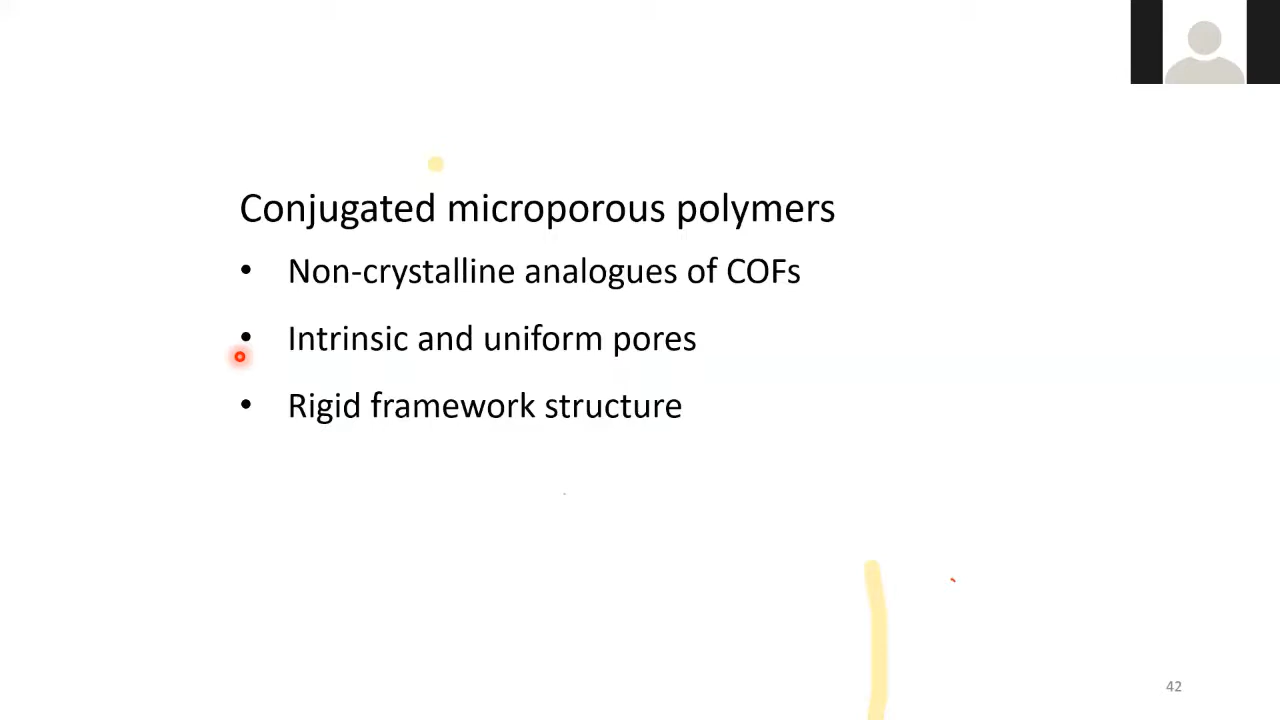 Conjugated microporous polymers
• Non-crystalline analogues of COFs
• Intrinsic and uniform pores
• Rigid framework structure
42